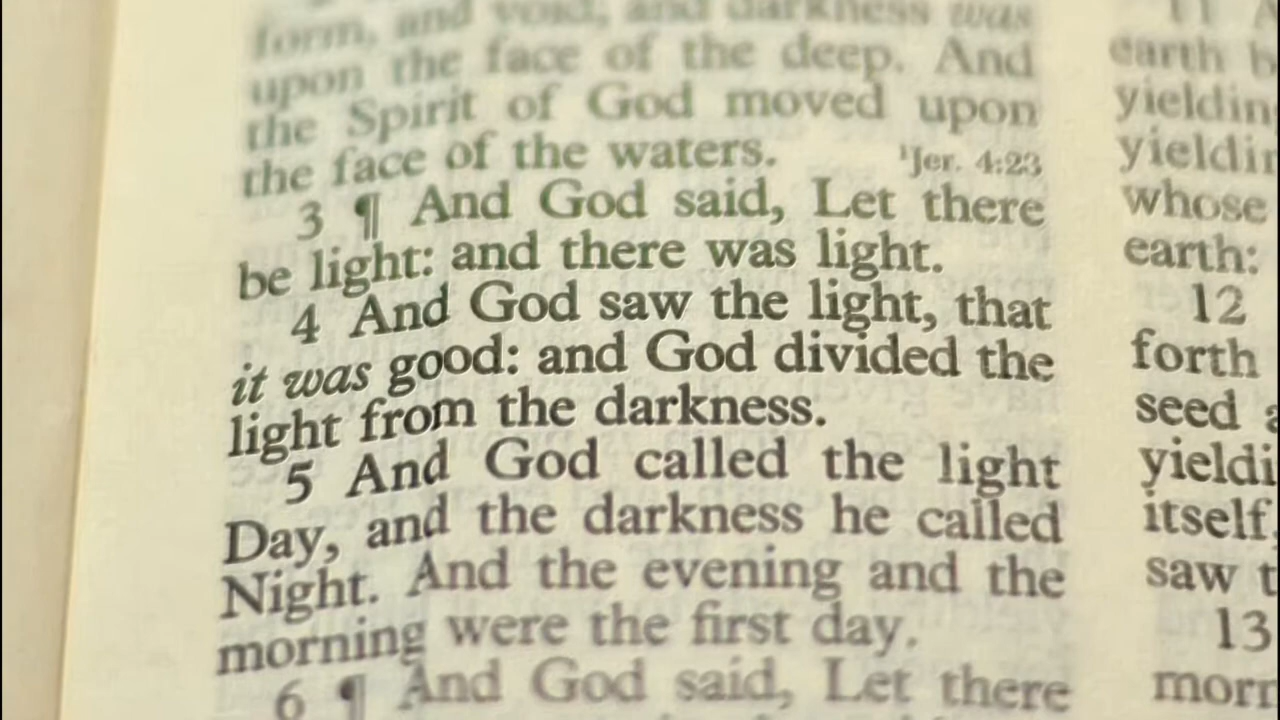 form, and void, and darkness was
upon the face of the deep. And
the Spirit of God moved upon
the face of the waters. ¹Jer. 4:23
3 ¶ And God said, Let there
be light: and there was light.
4 And God saw the light, that
it was good: and God divided the
light from the darkness.
5 And God called the light
Day, and the darkness he called
Night. And the evening and the
morning were the first day.
6 ¶ And God said, Let there
11
earth
yielding
whose
earth:
12
forth
seed
itself,
saw
13